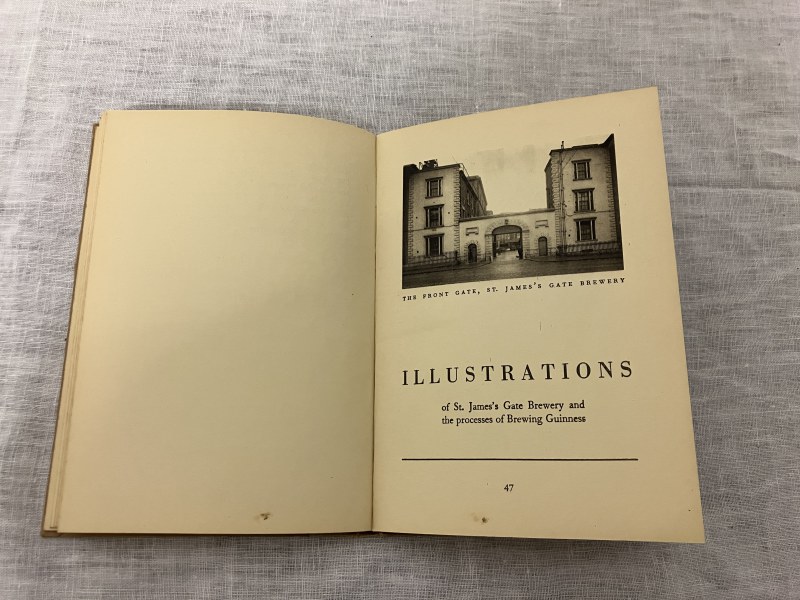 THE FRONT GATE, ST. JAMES'S GATE BREWERY
ILLUSTRATIONS
of St. James's Gate Brewery and
the processes of Brewing Guinness
47